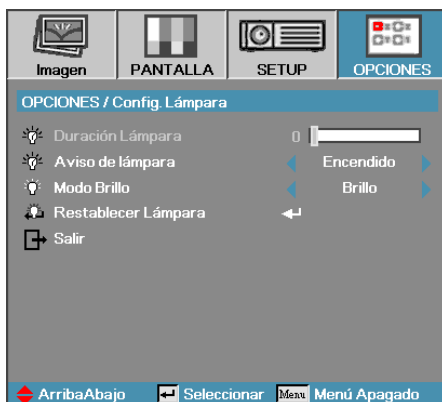 Imagen PANTALLA SETUP OPCIONES
OPCIONES / Config. Lámpara
Duración Lámpara 0
Aviso de lámpara Encendido
Modo Brillo Brillo
Restablecer Lámpara
Salir
ArribaAbajo Seleccionar Menu Menú Apagado